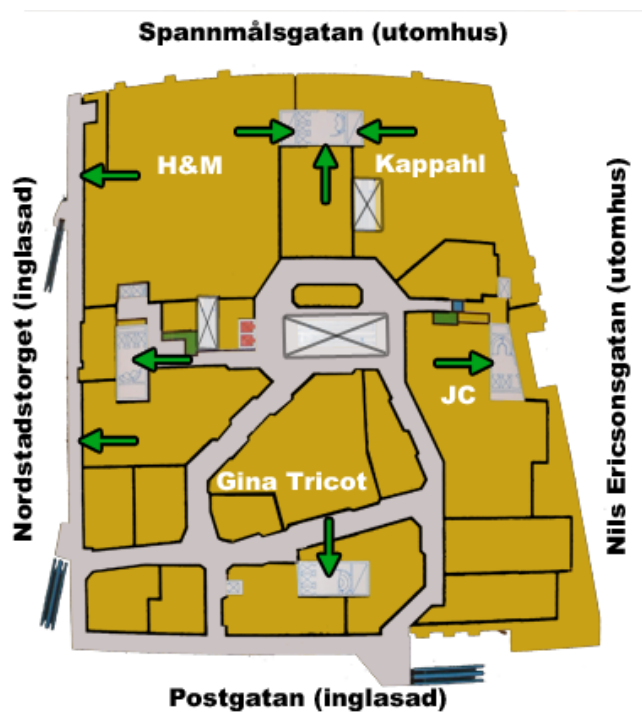 Spannmålsgatan (utomhus)
H&M
Kappahl
Nordstadstorget (inglasad)
Nils Ericsonsgatan (utomhus)
JC
Gina Tricot
Postgatan (inglasad)